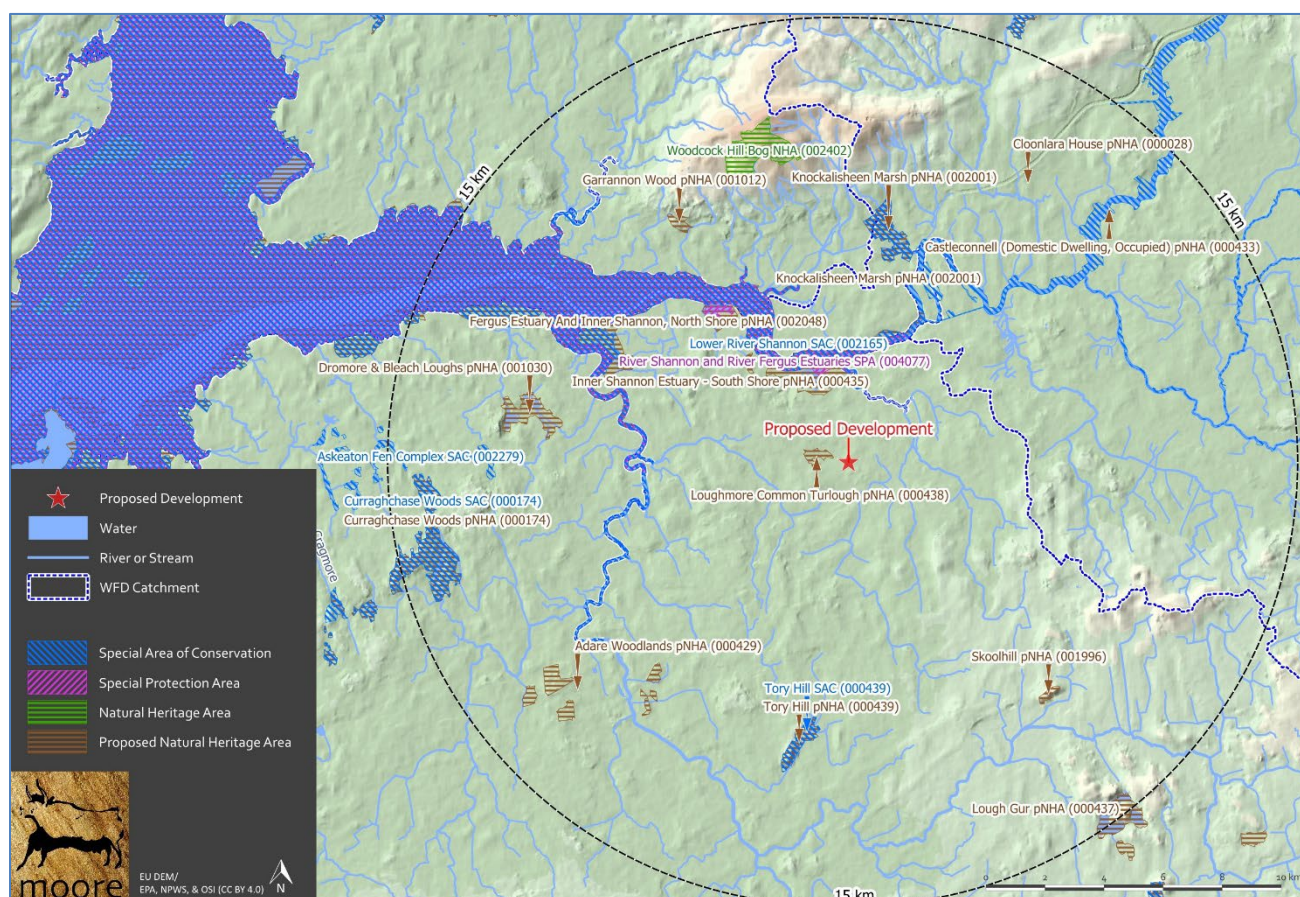 Woodcock Hill Bog NHA (002402)
Cloonlara House pNHA (000028)
Garrannon Wood pNHA (001012)
Knockalisheen Marsh pNHA (002001)
15 km
15 km
Castleconnell (Domestic Dwelling, Occupied) pNHA (000433)
Knockalisheen Marsh pNHA (002001)
Fergus Estuary And Inner Shannon, North Shore pNHA (002048)
Lower River Shannon SAC (002165)
River Shannon and River Fergus Estuaries SPA (004077)
Dromore & Bleach Loughs pNHA (001030)
Inner Shannon Estuary - South Shore pNHA (000435)
Proposed Development
Askeaton Fen Complex SAC (002279)
Loughmore Common Turlough pNHA (000438)
Curraghchase Woods SAC (000174)
Curraghchase Woods pNHA (000174)
Cragmore
Adare Woodlands pNHA (000429)
Skoolhill pNHA (001996)
Tory Hill SAC (000439)
Tory Hill pNHA (000439)
Lough Gur pNHA (000437)
15 km
0 2 4 6 8 10 km
Proposed Development
Water
River or Stream
WFD Catchment
Special Area of Conservation
Special Protection Area
Natural Heritage Area
Proposed Natural Heritage Area
moore
EU DEM/
EPA, NPWS, & OSI (CC BY 4.0)
N